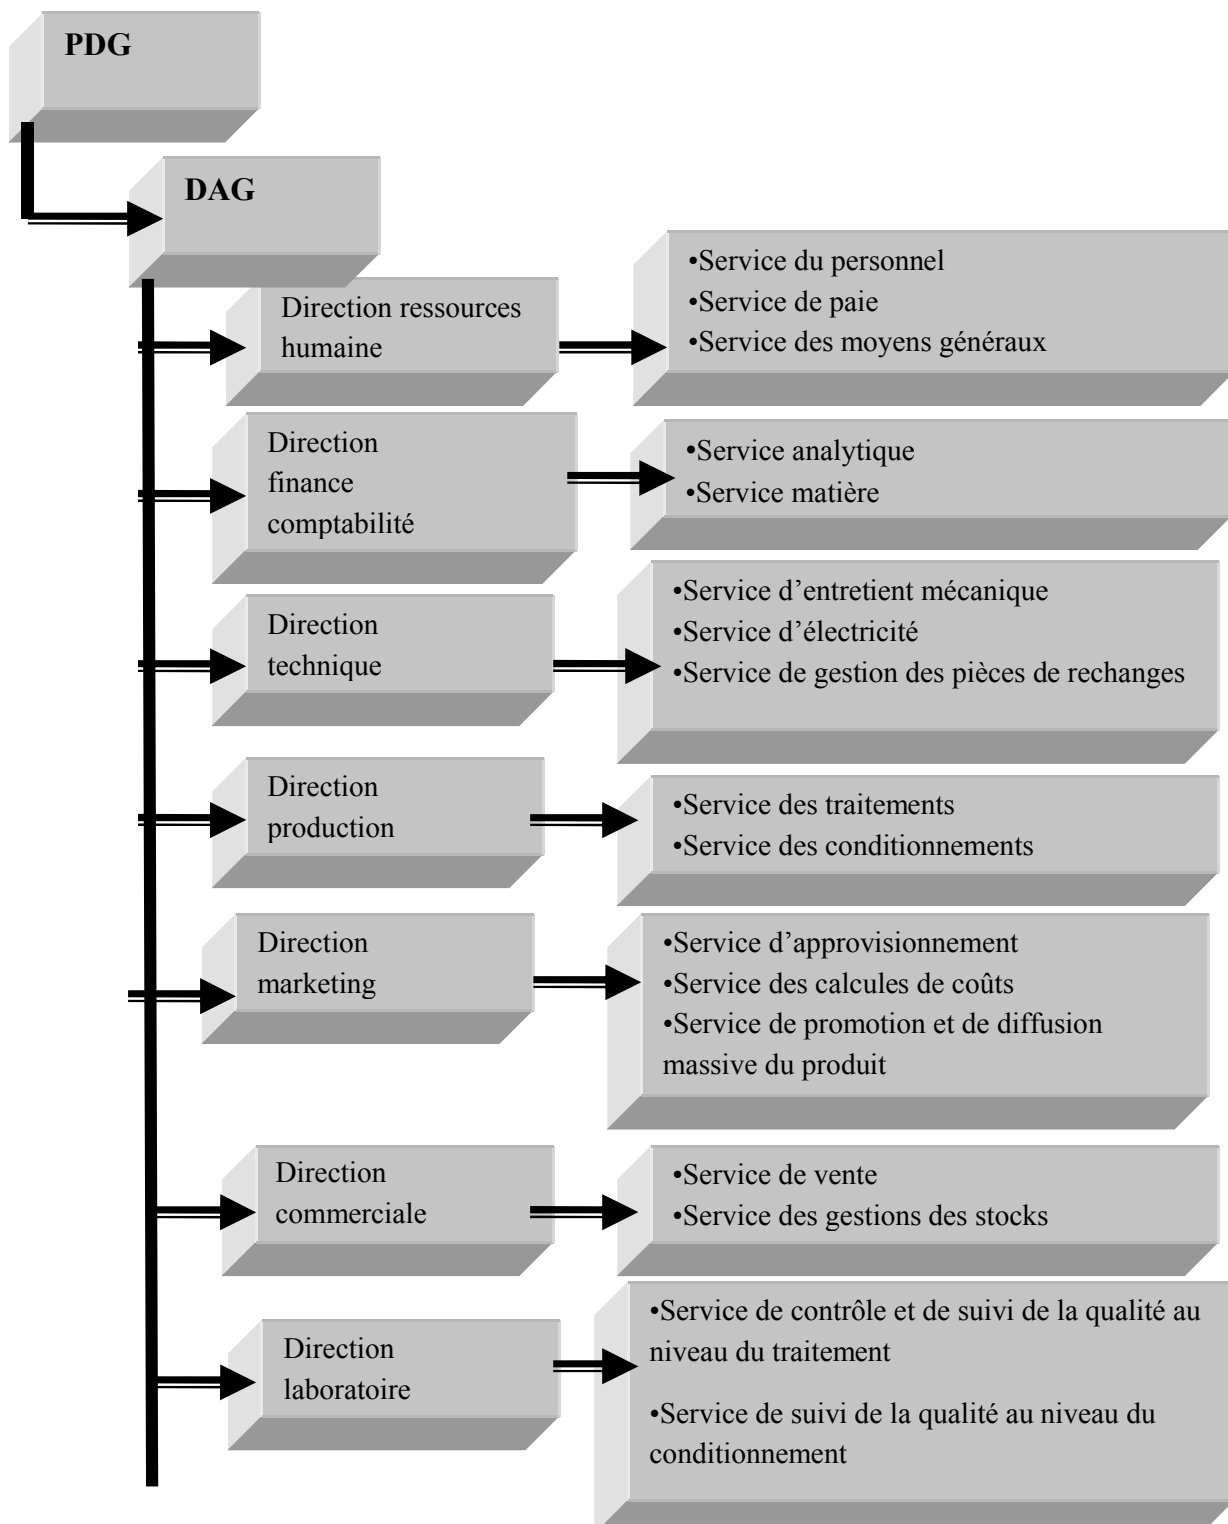 PDG
DAG
Direction ressources
humaine
•Service du personnel
•Service de paie
•Service des moyens généraux
Direction
finance
comptabilité
•Service analytique
•Service matière
Direction
technique
•Service d’entretient mécanique
•Service d’électricité
•Service de gestion des pièces de rechanges
Direction
production
•Service des traitements
•Service des conditionnements
Direction
marketing
•Service d’approvisionnement
•Service des calcules de coûts
•Service de promotion et de diffusion
massive du produit
Direction
commerciale
•Service de vente
•Service des gestions des stocks
Direction
laboratoire
•Service de contrôle et de suivi de la qualité au
niveau du traitement
•Service de suivi de la qualité au niveau du
conditionnement